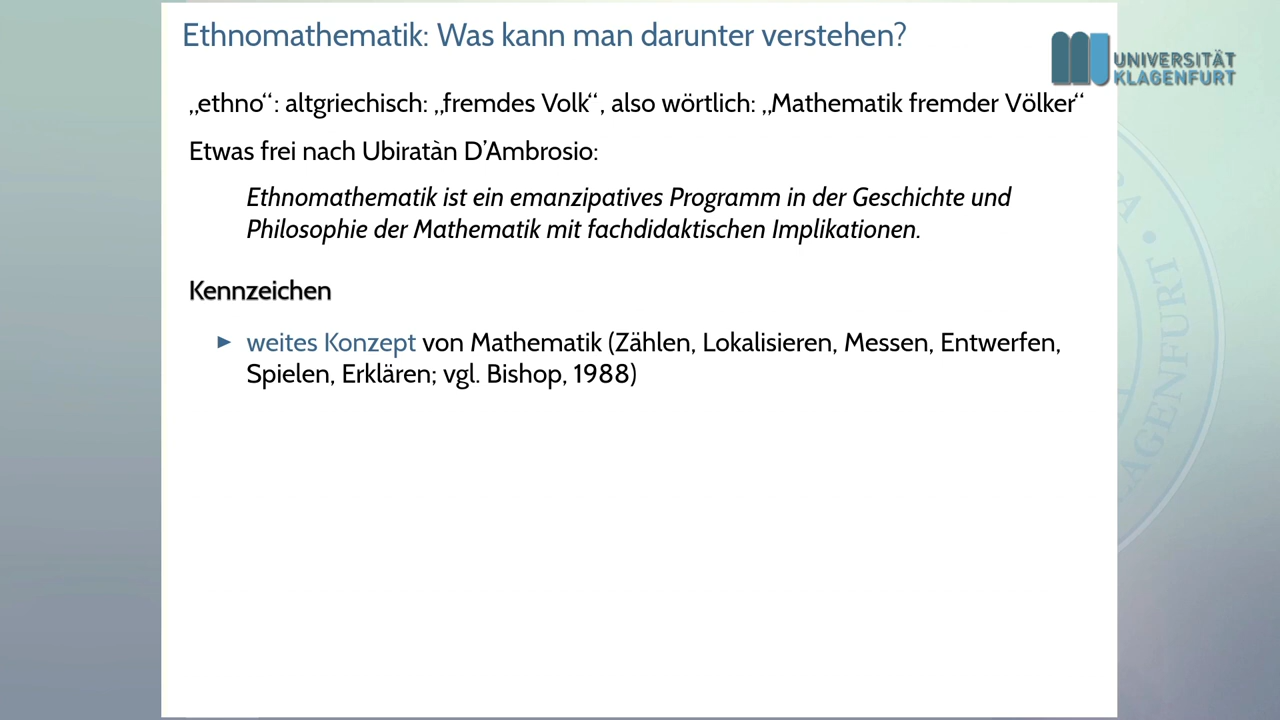 Ethnomathematik: Was kann man darunter verstehen?
UNIVERSITÄT
KLAGENFURT
„ethno“: altgriechisch: „fremdes Volk“, also wörtlich: „Mathematik fremder Völker“
Etwas frei nach Ubiratàn D’Ambrosio:
Ethnomathematik ist ein emanzipatives Programm in der Geschichte und
Philosophie der Mathematik mit fachdidaktischen Implikationen.
Kennzeichen
► weites Konzept von Mathematik (Zählen, Lokalisieren, Messen, Entwerfen,
Spielen, Erklären; vgl. Bishop, 1988)